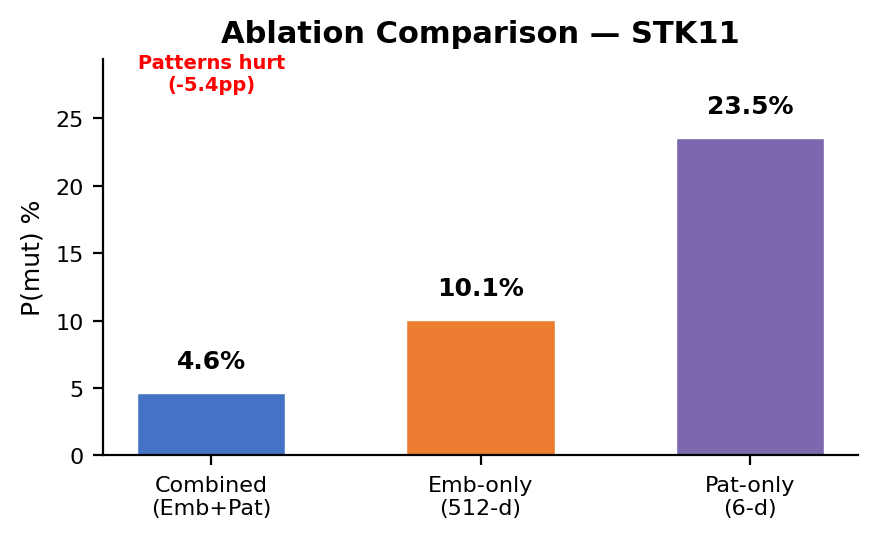 Ablation Comparison — STK11
Patterns hurt
(-5.4pp)
P(mut) %
25
20
15
10
5
0
4.6%
10.1%
23.5%
Combined
(Emb+Pat)
Emb-only
(512-d)
Pat-only
(6-d)